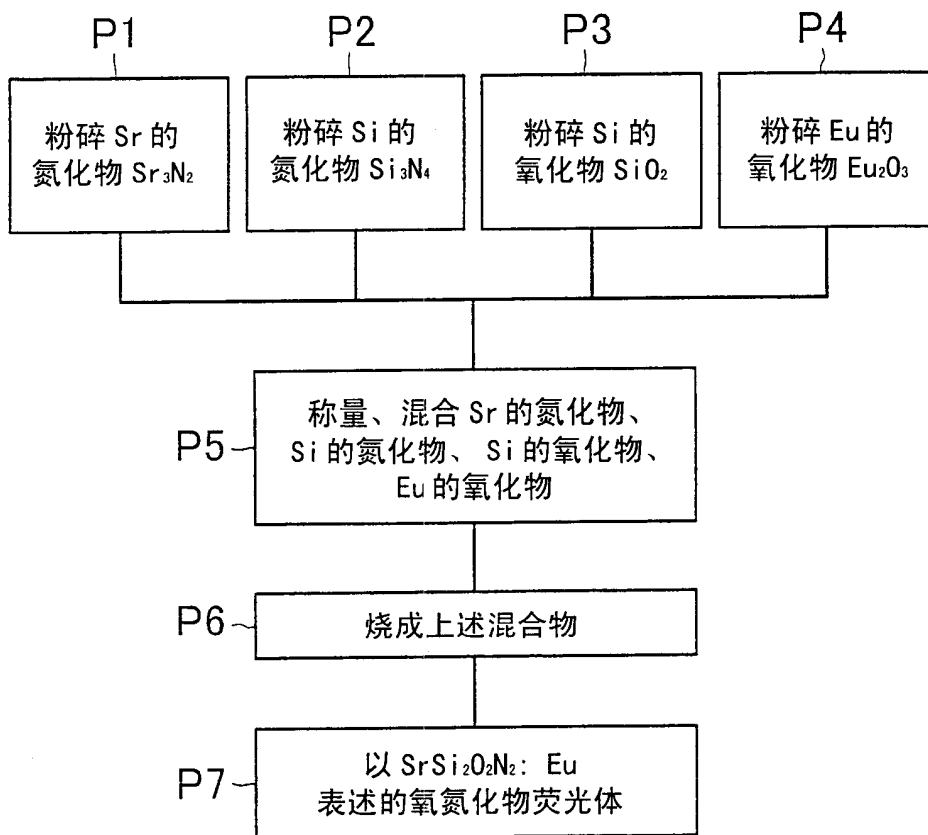 P1
粉碎 Sr 的
氮化物 Sr₃N₂
P2
粉碎 Si 的
氮化物 Si₃N₄
P3
粉碎 Si 的
氧化物 SiO₂
P4
粉碎 Eu 的
氧化物 Eu₂O₃
P5
称量、混合 Sr 的氮化物、
Si 的氮化物、 Si 的氧化物、
Eu 的氧化物
P6
烧成上述混合物
P7
以 SrSi₂O₂N₂: Eu
表述的氧氮化物荧光体